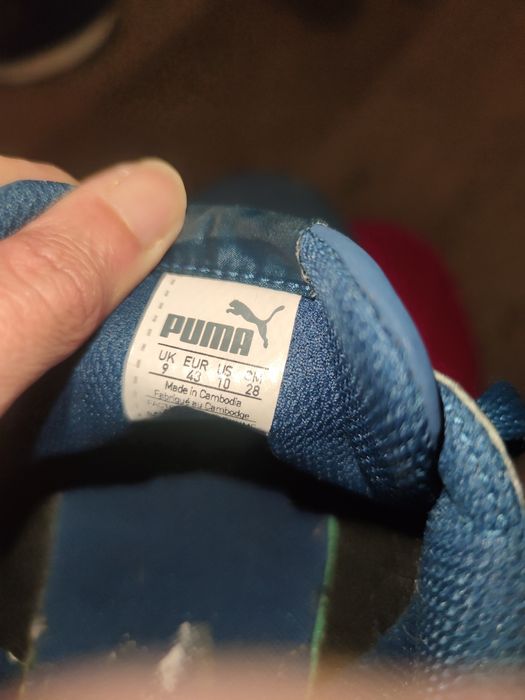 PUMA
UK EUR US CM
9 43 10 28
Made in Cambodia
Fabriqué au Cambodge